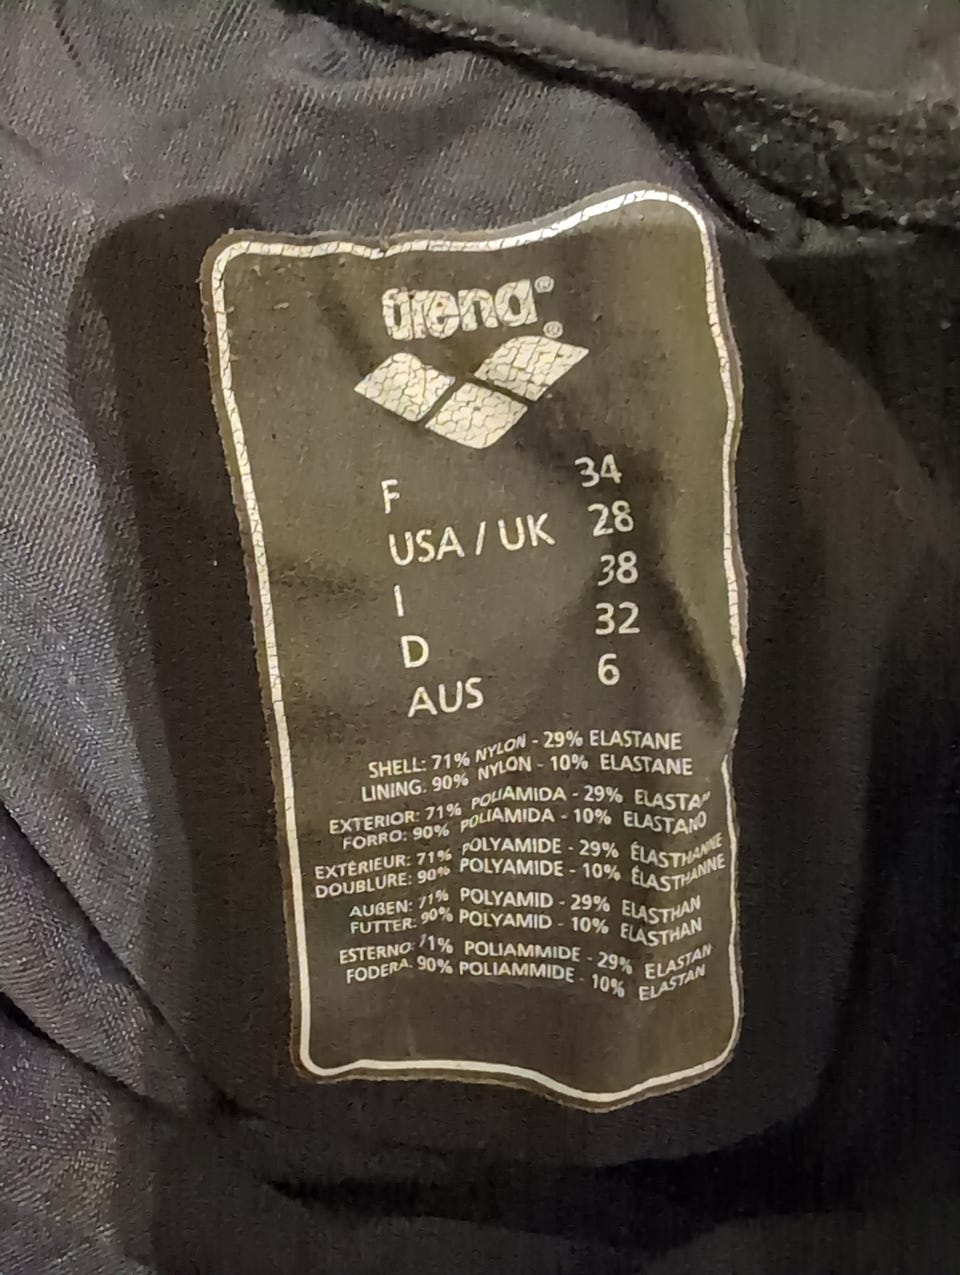 arena®
®
F 34
USA / UK 28
I 38
D 32
AUS 6
SHELL: 71% NYLON - 29% ELASTANE
LINING: 90% NYLON - 10% ELASTANE
EXTERIOR: 71% POLIAMIDA - 29%
FORRO: 90% POLIAMIDA - 10% ELASTANO
EXTÉRIEUR: 71% POLYAMIDE - 29% ÉLASTHANNE
DOUBLURE: 90% POLYAMIDE - 10% ÉLASTHANNE
AUßEN: 71% POLYAMID - 29% ELASTHAN
FUTTER: 90% POLYAMID - 10% ELASTHAN
ESTERNO: 71% POLIAMMIDE - 29% ELASTAN
FODERA: 90% POLIAMMIDE - 10% ELASTAN